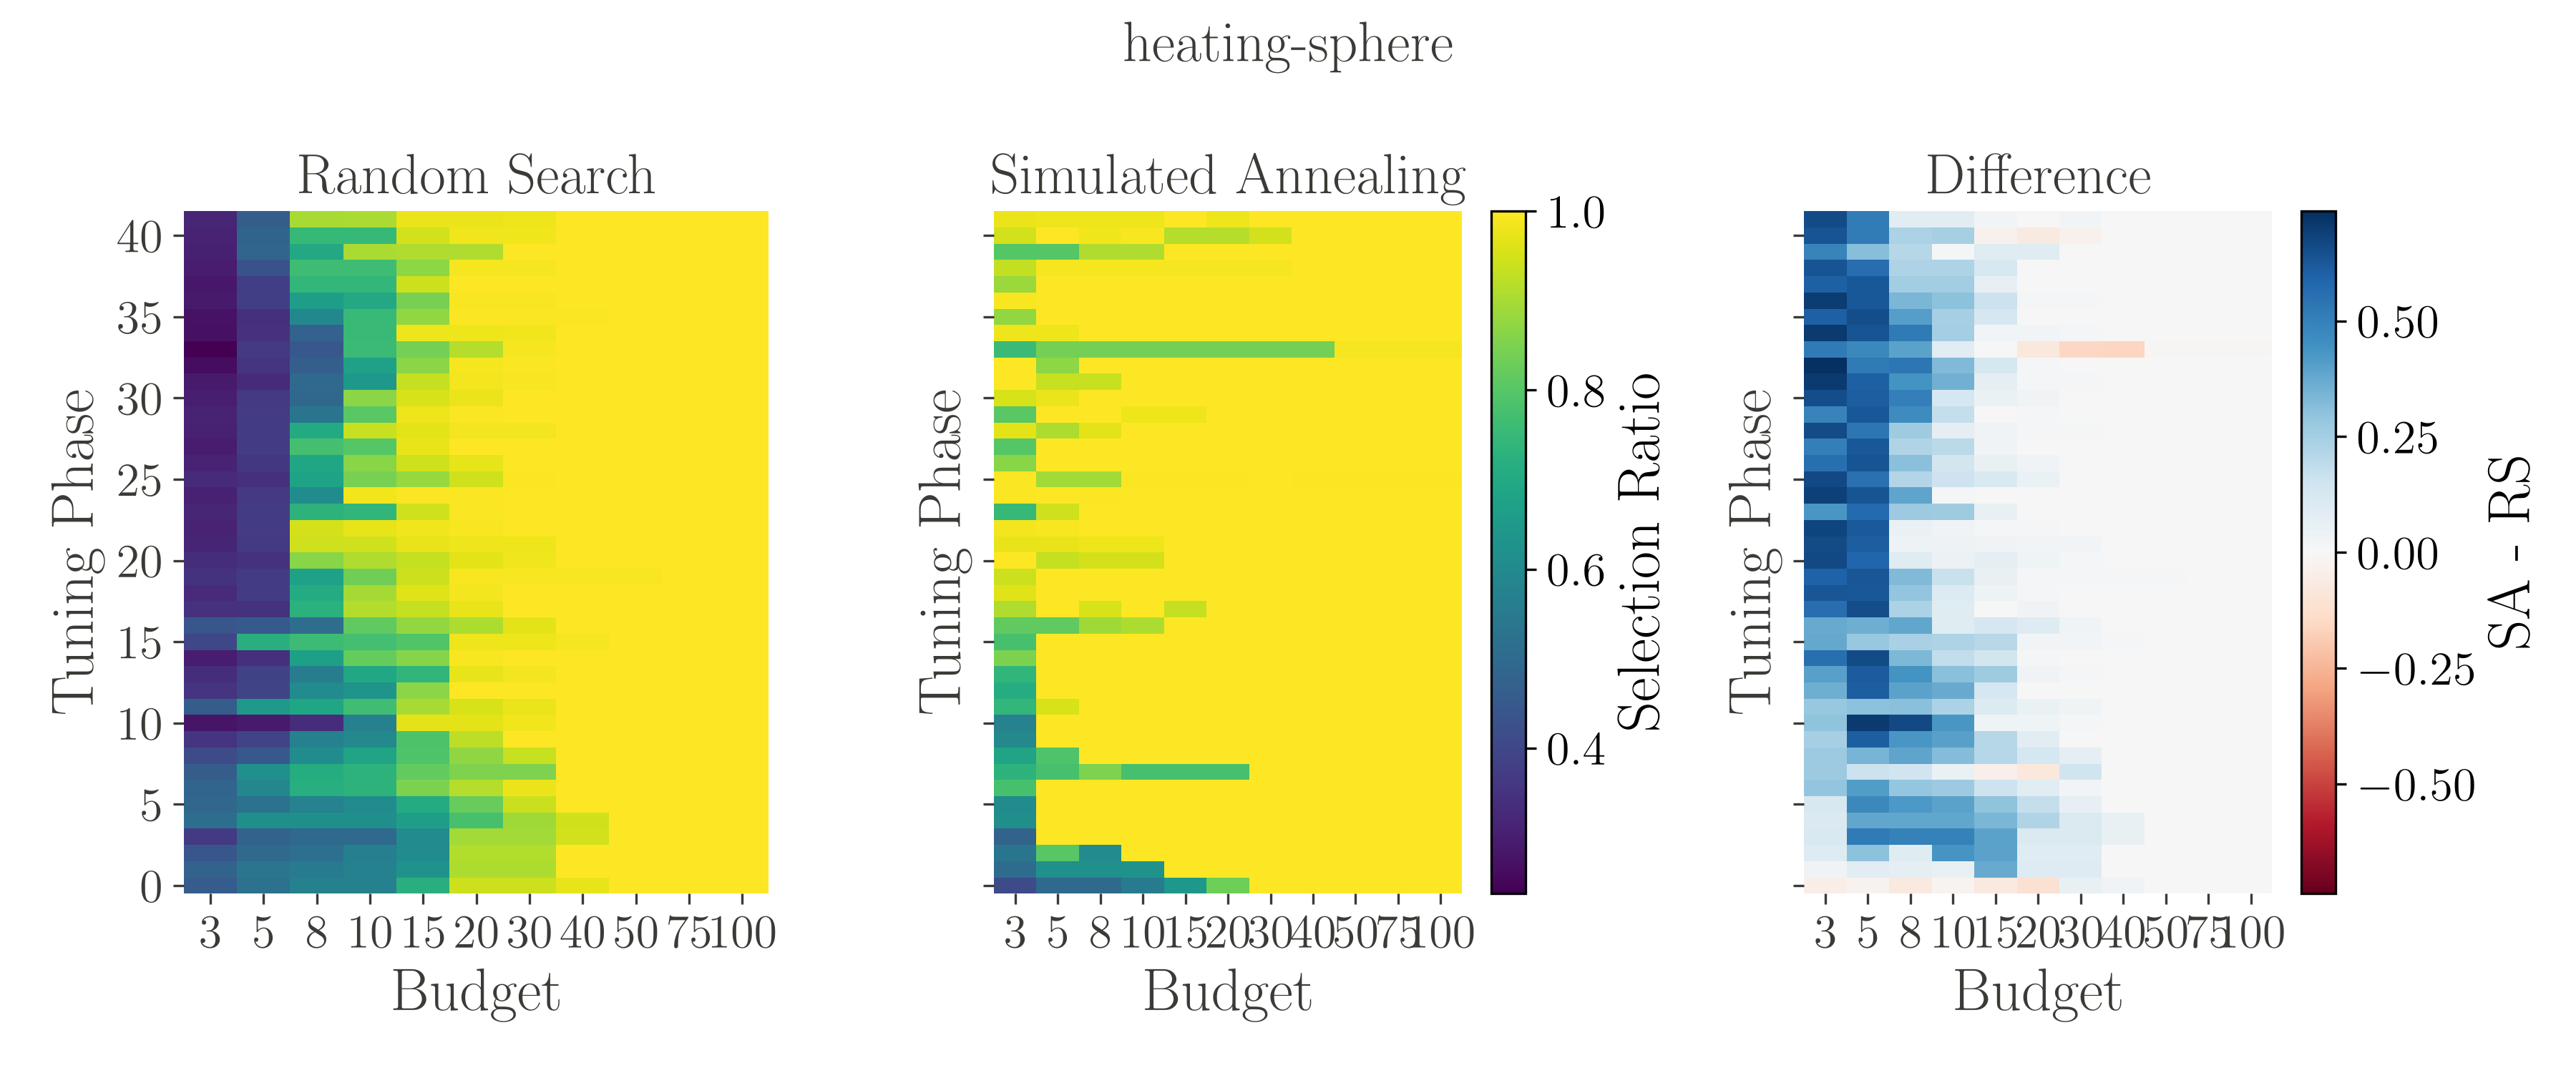 heating-sphere
Random Search
Simulated Annealing
Difference
Tuning Phase
40
35
30
25
20
15
10
5
0
3 5 8 10 15 20 30 40 50 75 100
Budget
Tuning Phase
3 5 8 10 15 20 30 40 50 75 100
Budget
1.0
0.8
0.6
0.4
Selection Ratio
Tuning Phase
3 5 8 10 15 20 30 40 50 75 100
Budget
0.50
0.25
0.00
−0.25
−0.50
SA - RS